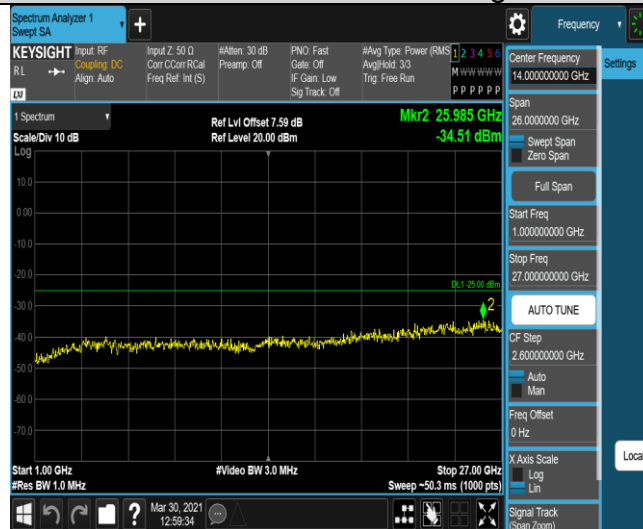 Spectrum Analyzer 1
Swept SA
Frequency
KEYSIGHT
Input: RF
Input Z: 50 Ω
#Atten: 30 dB
PNO: Fast
#Avg Type: Power (RMS
1 2 3 4 5 6
R L
Coupling: DC
Corr CCorr RCal
Preamp: Off
Gate: Off
Avg|Hold: 3/3
M W W W W W
Align: Auto
Freq Ref: Int (S)
IF Gain: Low
Trig: Free Run
Sig Track: Off
P P P P P P
LXI
Center Frequency
14.000000000 GHz
Settings
Span
26.0000000 GHz
Swept Span
Zero Span
Full Span
Start Freq
1.000000000 GHz
Stop Freq
27.000000000 GHz
AUTO TUNE
CF Step
2.600000000 GHz
Auto
Man
Freq Offset
0 Hz
X Axis Scale
Log
Lin
Local
Signal Track
(Span Zoom)
1 Spectrum
Scale/Div 10 dB
Ref Lvl Offset 7.59 dB
Ref Level 20.00 dBm
Mkr2 25.985 GHz
-34.51 dBm
Log
10.0
0.00
-10.0
-20.0
DL1 -25.00 dBm
2
-30.0
-40.0
-50.0
-60.0
-70.0
Start 1.00 GHz
#Video BW 3.0 MHz
Stop 27.00 GHz
#Res BW 1.0 MHz
Sweep ~50.3 ms (1000 pts)
?
Mar 30, 2021
12:59:34